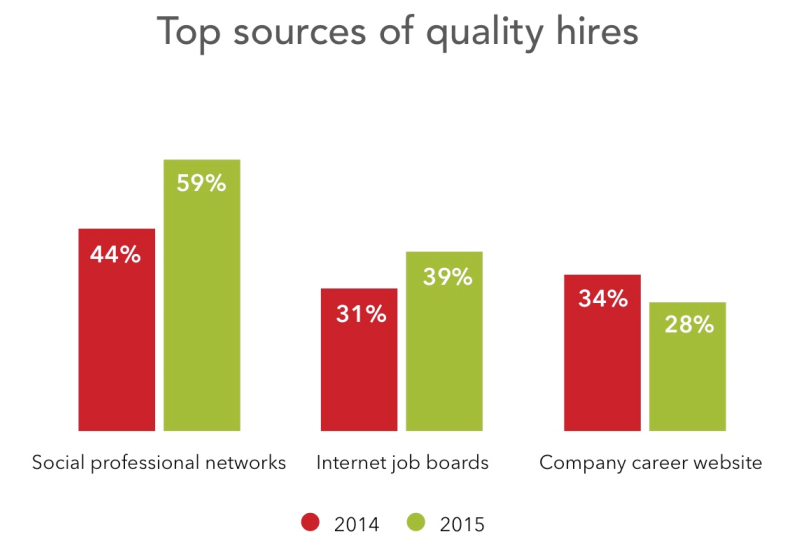 Top sources of quality hires
44%
59%
31%
39%
34%
28%
Social professional networks
Internet job boards
Company career website
2014
2015